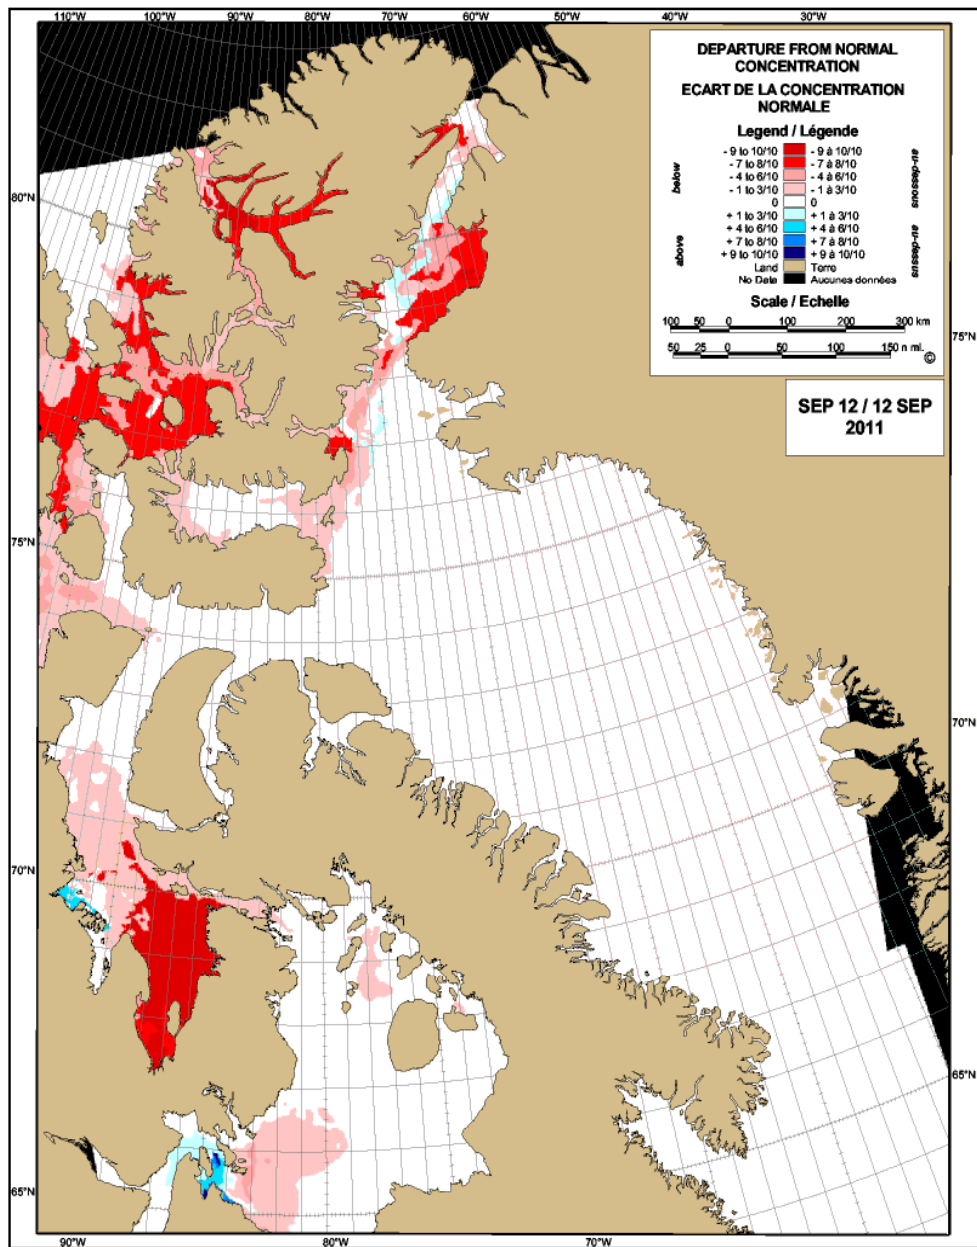 110°W 100°W 90°W 80°W 70°W 60°W 50°W 40°W 30°W
DEPARTURE FROM NORMAL
CONCENTRATION
ECART DE LA CONCENTRATION
NORMALE
Legend / Légende
below
- 9 to 10/10 - 9 à 10/10
- 7 to 8/10 - 7 à 8/10
- 4 to 6/10 - 4 à 6/10
- 1 to 3/10 - 1 à 3/10
au-dessous
0 0
above
+ 1 to 3/10 + 1 à 3/10
+ 4 to 6/10 + 4 à 6/10
+ 7 to 8/10 + 7 à 8/10
+ 9 to 10/10 + 9 à 10/10
au-dessus
Land Terre
No Data Aucunes données
Scale / Echelle
100 50 0 100 200 300 km
50 25 0 50 100 150 n mi.
©
SEP 12 / 12 SEP
2011
80°N
75°N
75°N
70°N
70°N
65°N
65°N
90°W 80°W 70°W